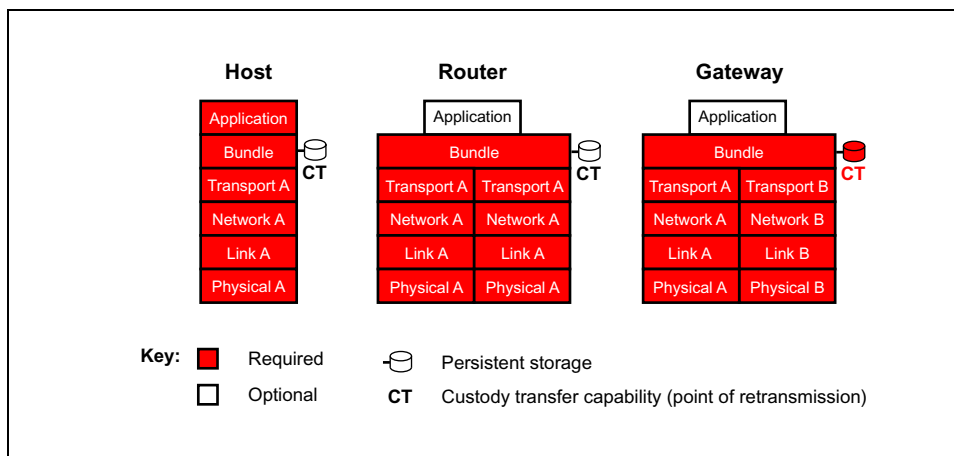 Host Router Gateway
Application Application Application
Bundle Bundle Bundle
CT CT CT
Transport A Transport A Transport A Transport A Transport B
Network A Network A Network A Network A Network B
Link A Link A Link A Link A Link B
Physical A Physical A Physical A Physical A Physical B
Key: Required Persistent storage
Optional CT Custody transfer capability (point of retransmission)